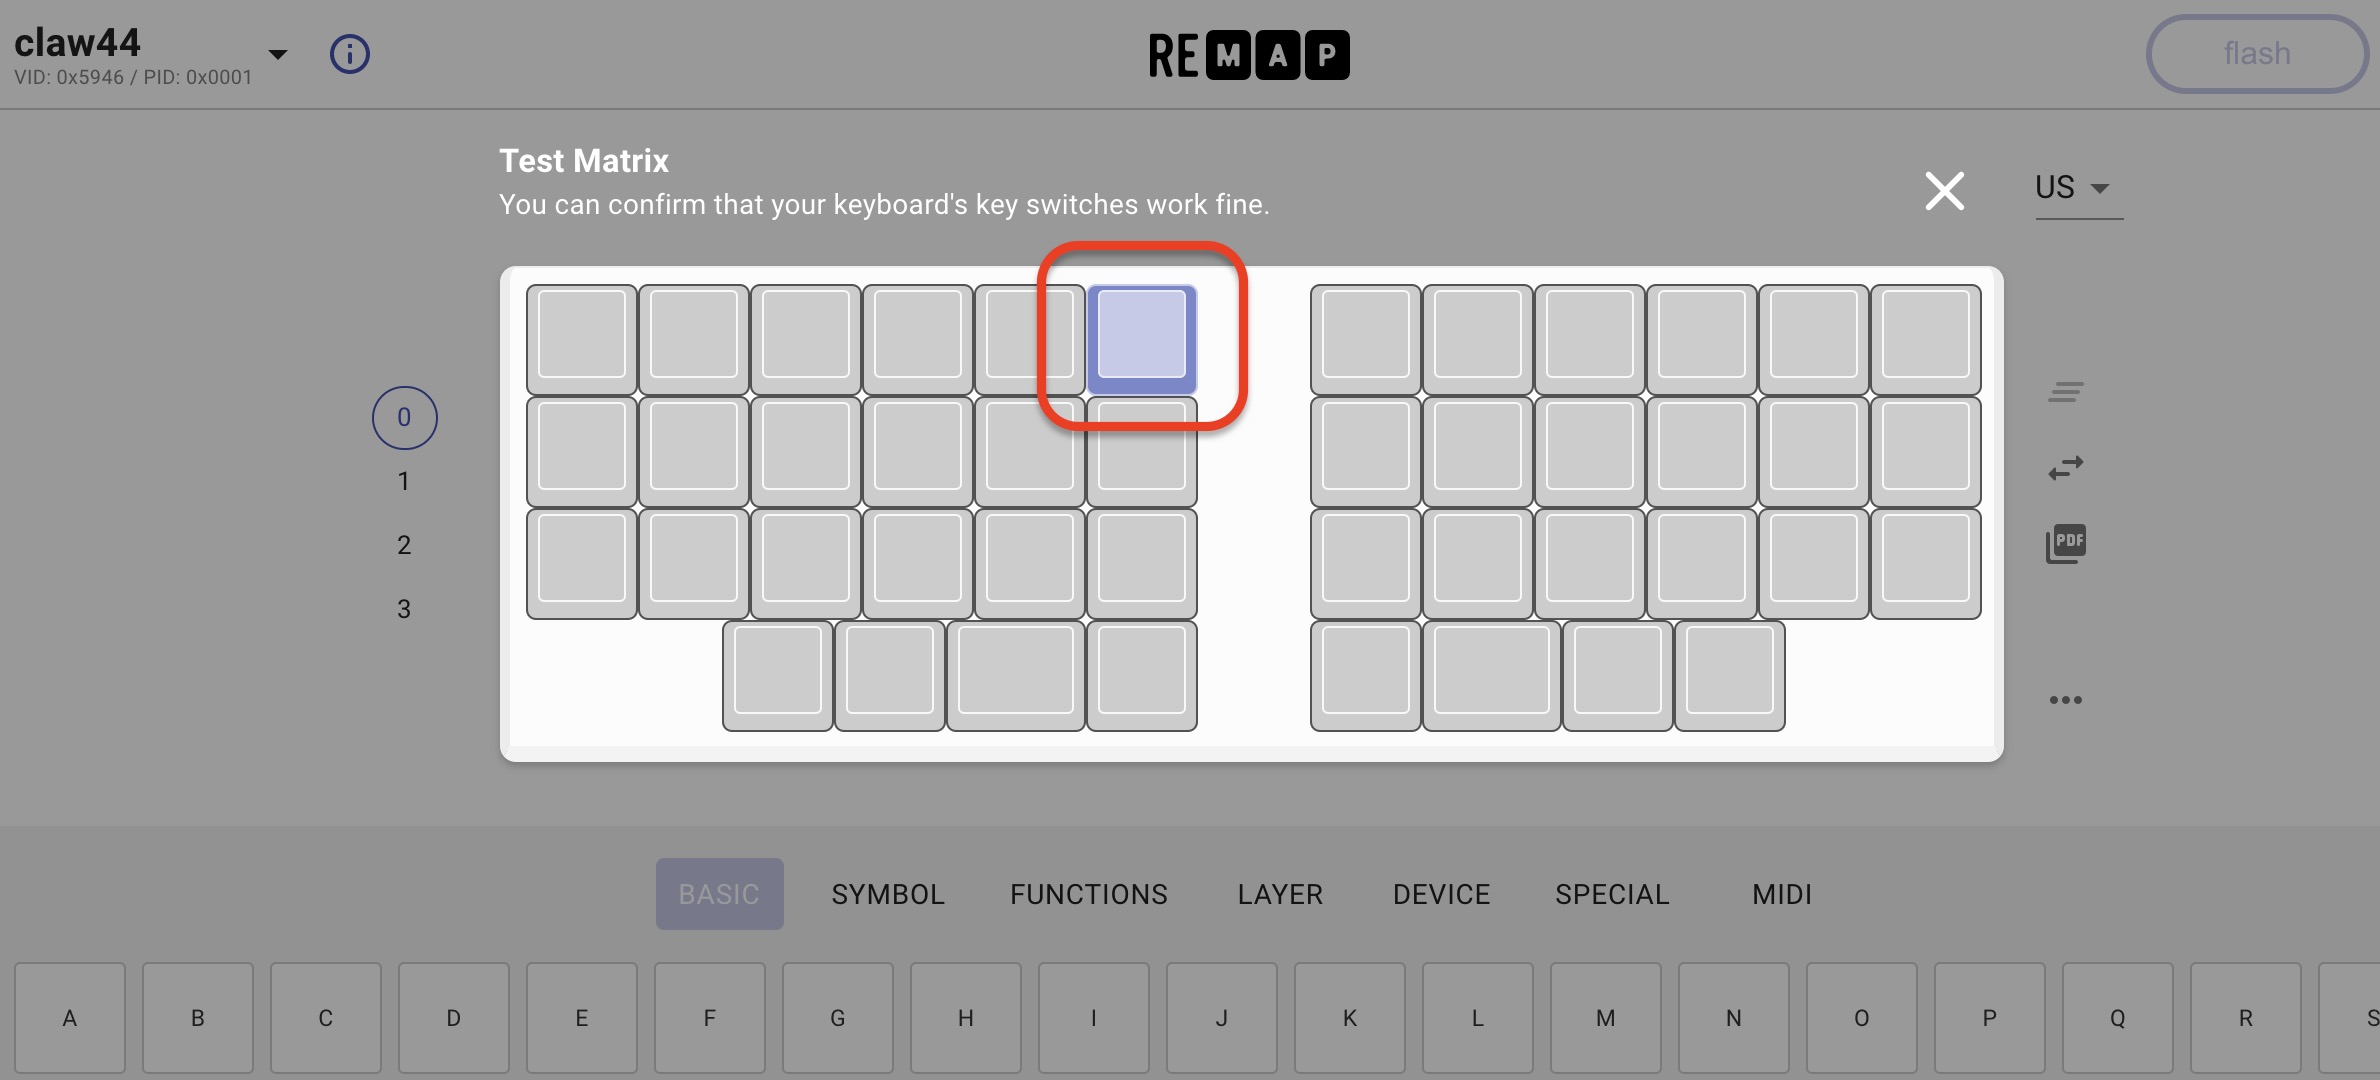 claw44
VID: 0x5946 / PID: 0x0001
REMAP
flash
Test Matrix
You can confirm that your keyboard's key switches work fine.
US
0
1
2
3
PDF
BASIC SYMBOL FUNCTIONS LAYER DEVICE SPECIAL MIDI
A B C D E F G H I J K L M N O P Q R S